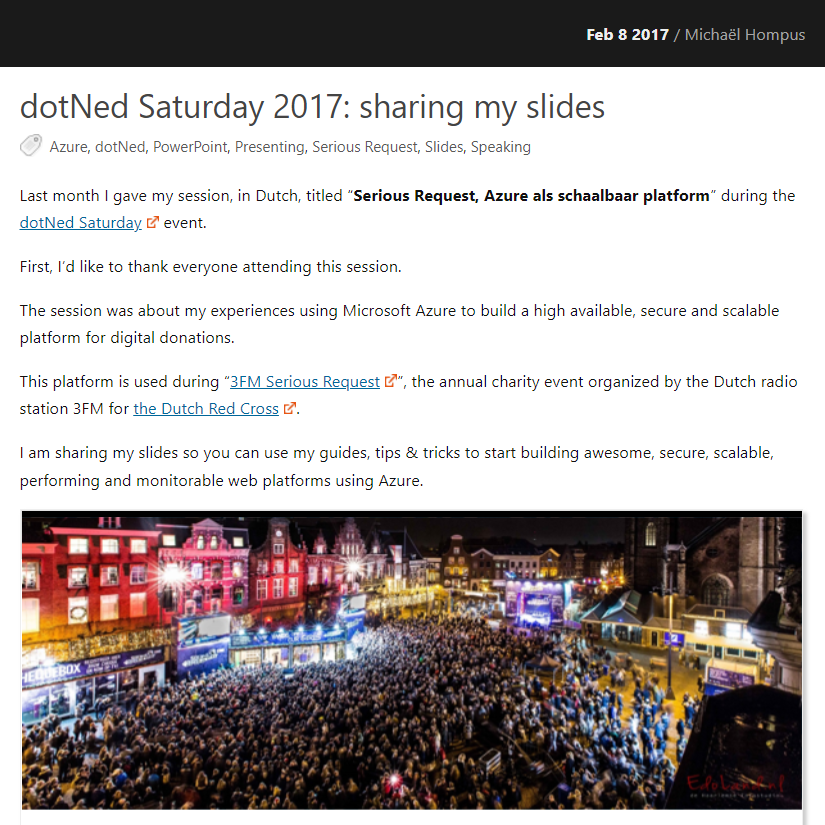 Feb 8 2017 / Michaël Hompus
dotNed Saturday 2017: sharing my slides
Azure, dotNed, PowerPoint, Presenting, Serious Request, Slides, Speaking
Last month I gave my session, in Dutch, titled “Serious Request, Azure als schaalbaar platform” during the
dotNed Saturday event.
First, I’d like to thank everyone attending this session.
The session was about my experiences using Microsoft Azure to build a high available, secure and scalable
platform for digital donations.
This platform is used during “3FM Serious Request”, the annual charity event organized by the Dutch radio
station 3FM for the Dutch Red Cross.
I am sharing my slides so you can use my guides, tips & tricks to start building awesome, secure, scalable,
performing and monitorable web platforms using Azure.